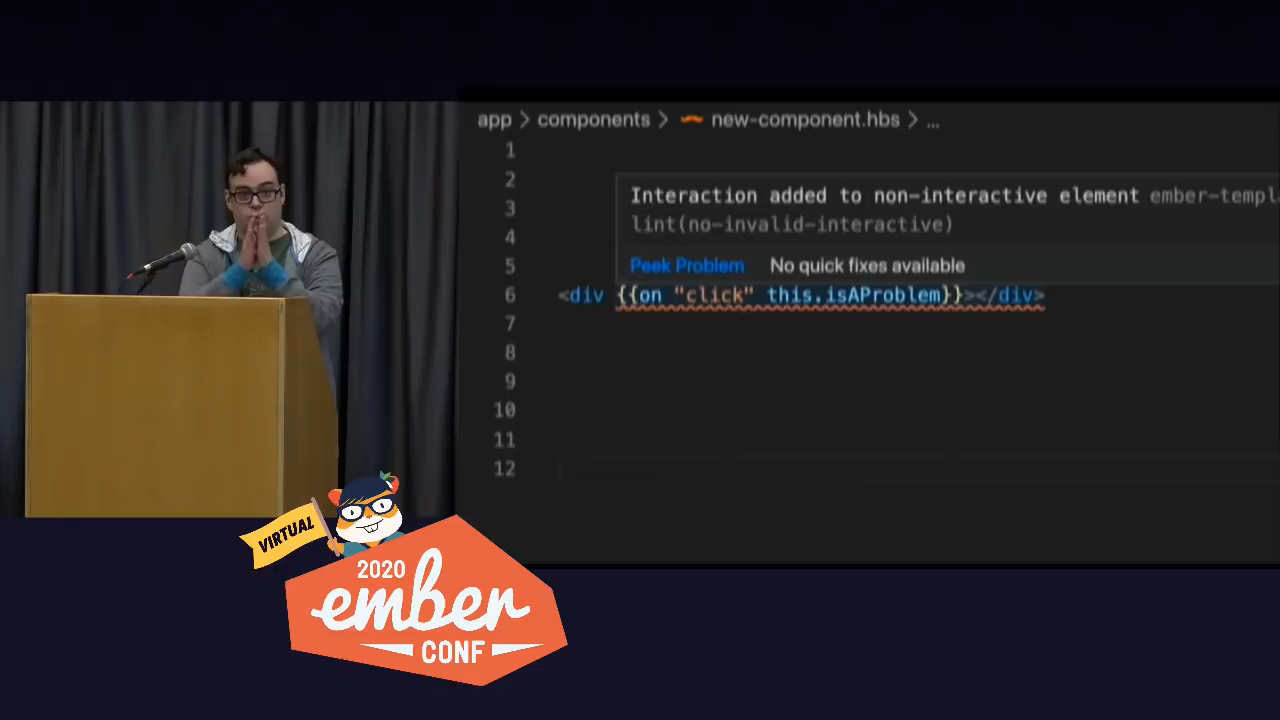 app > components > new-component.hbs > ...
1
2
Interaction added to non-interactive element ember-templ
3
lint(no-invalid-interactive)
4
5
Peek Problem No quick fixes available
6 <div {{on "click" this.isAProblem}}></div>
7
8
9
10
11
12
VIRTUAL
2020
ember
CONF